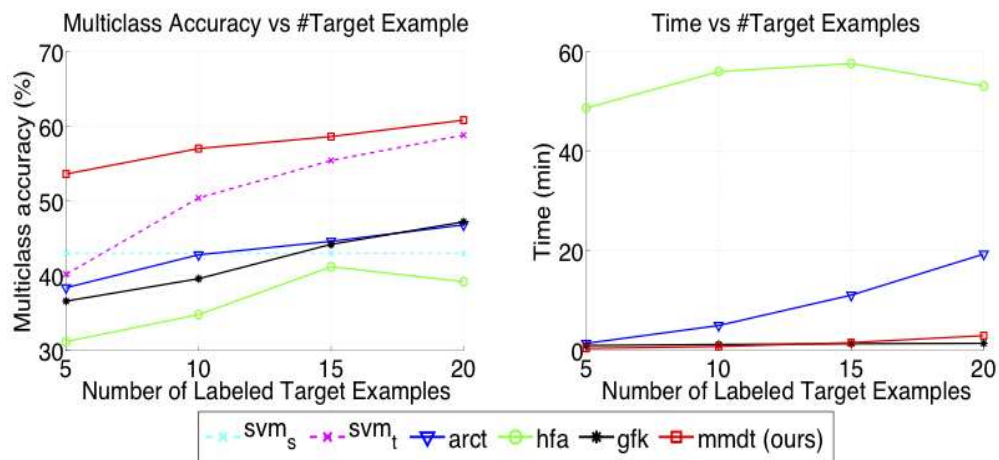 Multiclass Accuracy vs #Target Example
70
60
50
40
30
Multiclass accuracy (%)
5 10 15 20
Number of Labeled Target Examples
Time vs #Target Examples
60
40
20
0
Time (min)
5 10 15 20
Number of Labeled Target Examples
svm_s svm_t arct hfa gfk mmdt (ours)